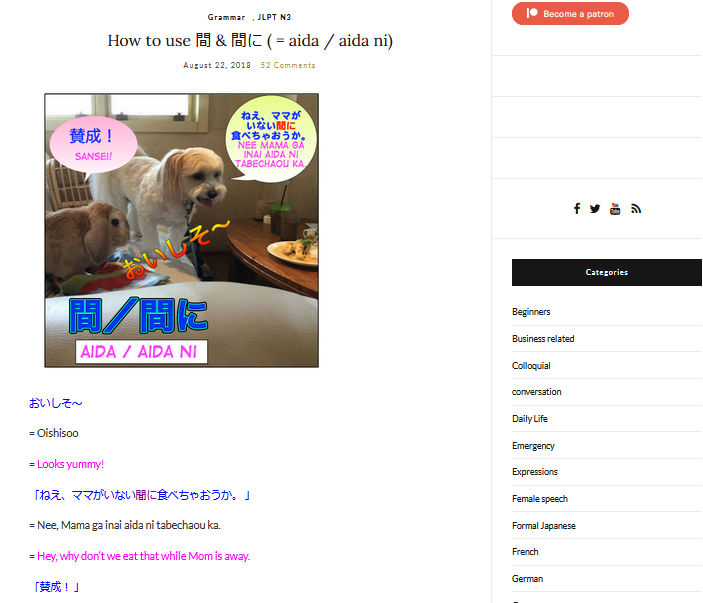 Grammar , JLPT N3
How to use 間 & 間に ( = aida / aida ni)
August 22, 2018 52 Comments
賛成！
SANSEI!
ねえ、ママが
いない間に
食べちゃおうか。
NEE MAMA GA
INAI AIDA NI
TABECHAOU KA.
おいしそ～
間／間に
AIDA / AIDA NI
おいしそ～
= Oishisoo
= Looks yummy!
「ねえ、ママがいない間に食べちゃおうか。」
= Nee, Mama ga inai aida ni tabechaou ka.
= Hey, why don't we eat that while Mom is away.
「賛成！」
Become a patron
You
Tube
Categories
Beginners
Business related
Colloquial
conversation
Daily Life
Emergency
Expressions
Female speech
Formal Japanese
French
German